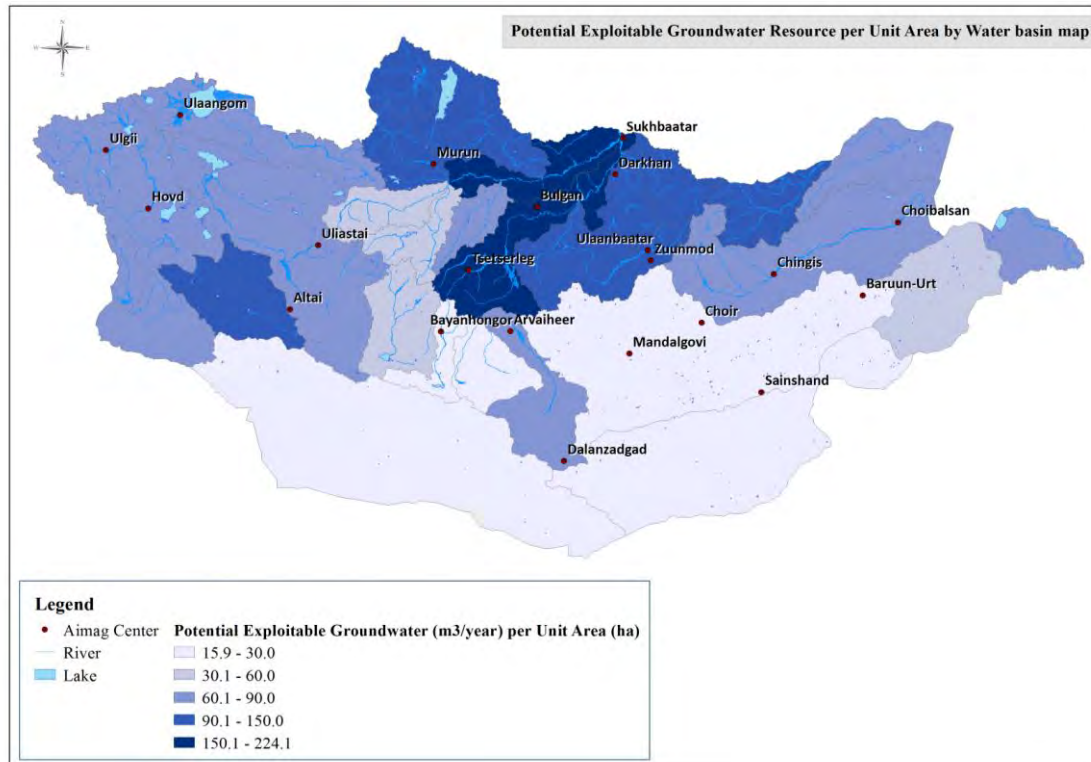 Potential Exploitable Groundwater Resource per Unit Area by Water basin map
N
W E
S
Ulaangom
Ulgii
Sukhbaatar
Murun
Darkhan
Hovd
Bulgan
Choibalsan
Uliastai
Ulaanbaatar
Zuunmod
Tsetserleg
Chingis
Baruun-Urt
Altai
Bayanhongor
Arvaiheer
Choir
Mandalgovi
Sainshand
Dalanzadgad
Legend
Aimag Center
River
Lake
Potential Exploitable Groundwater (m3/year) per Unit Area (ha)
15.9 - 30.0
30.1 - 60.0
60.1 - 90.0
90.1 - 150.0
150.1 - 224.1